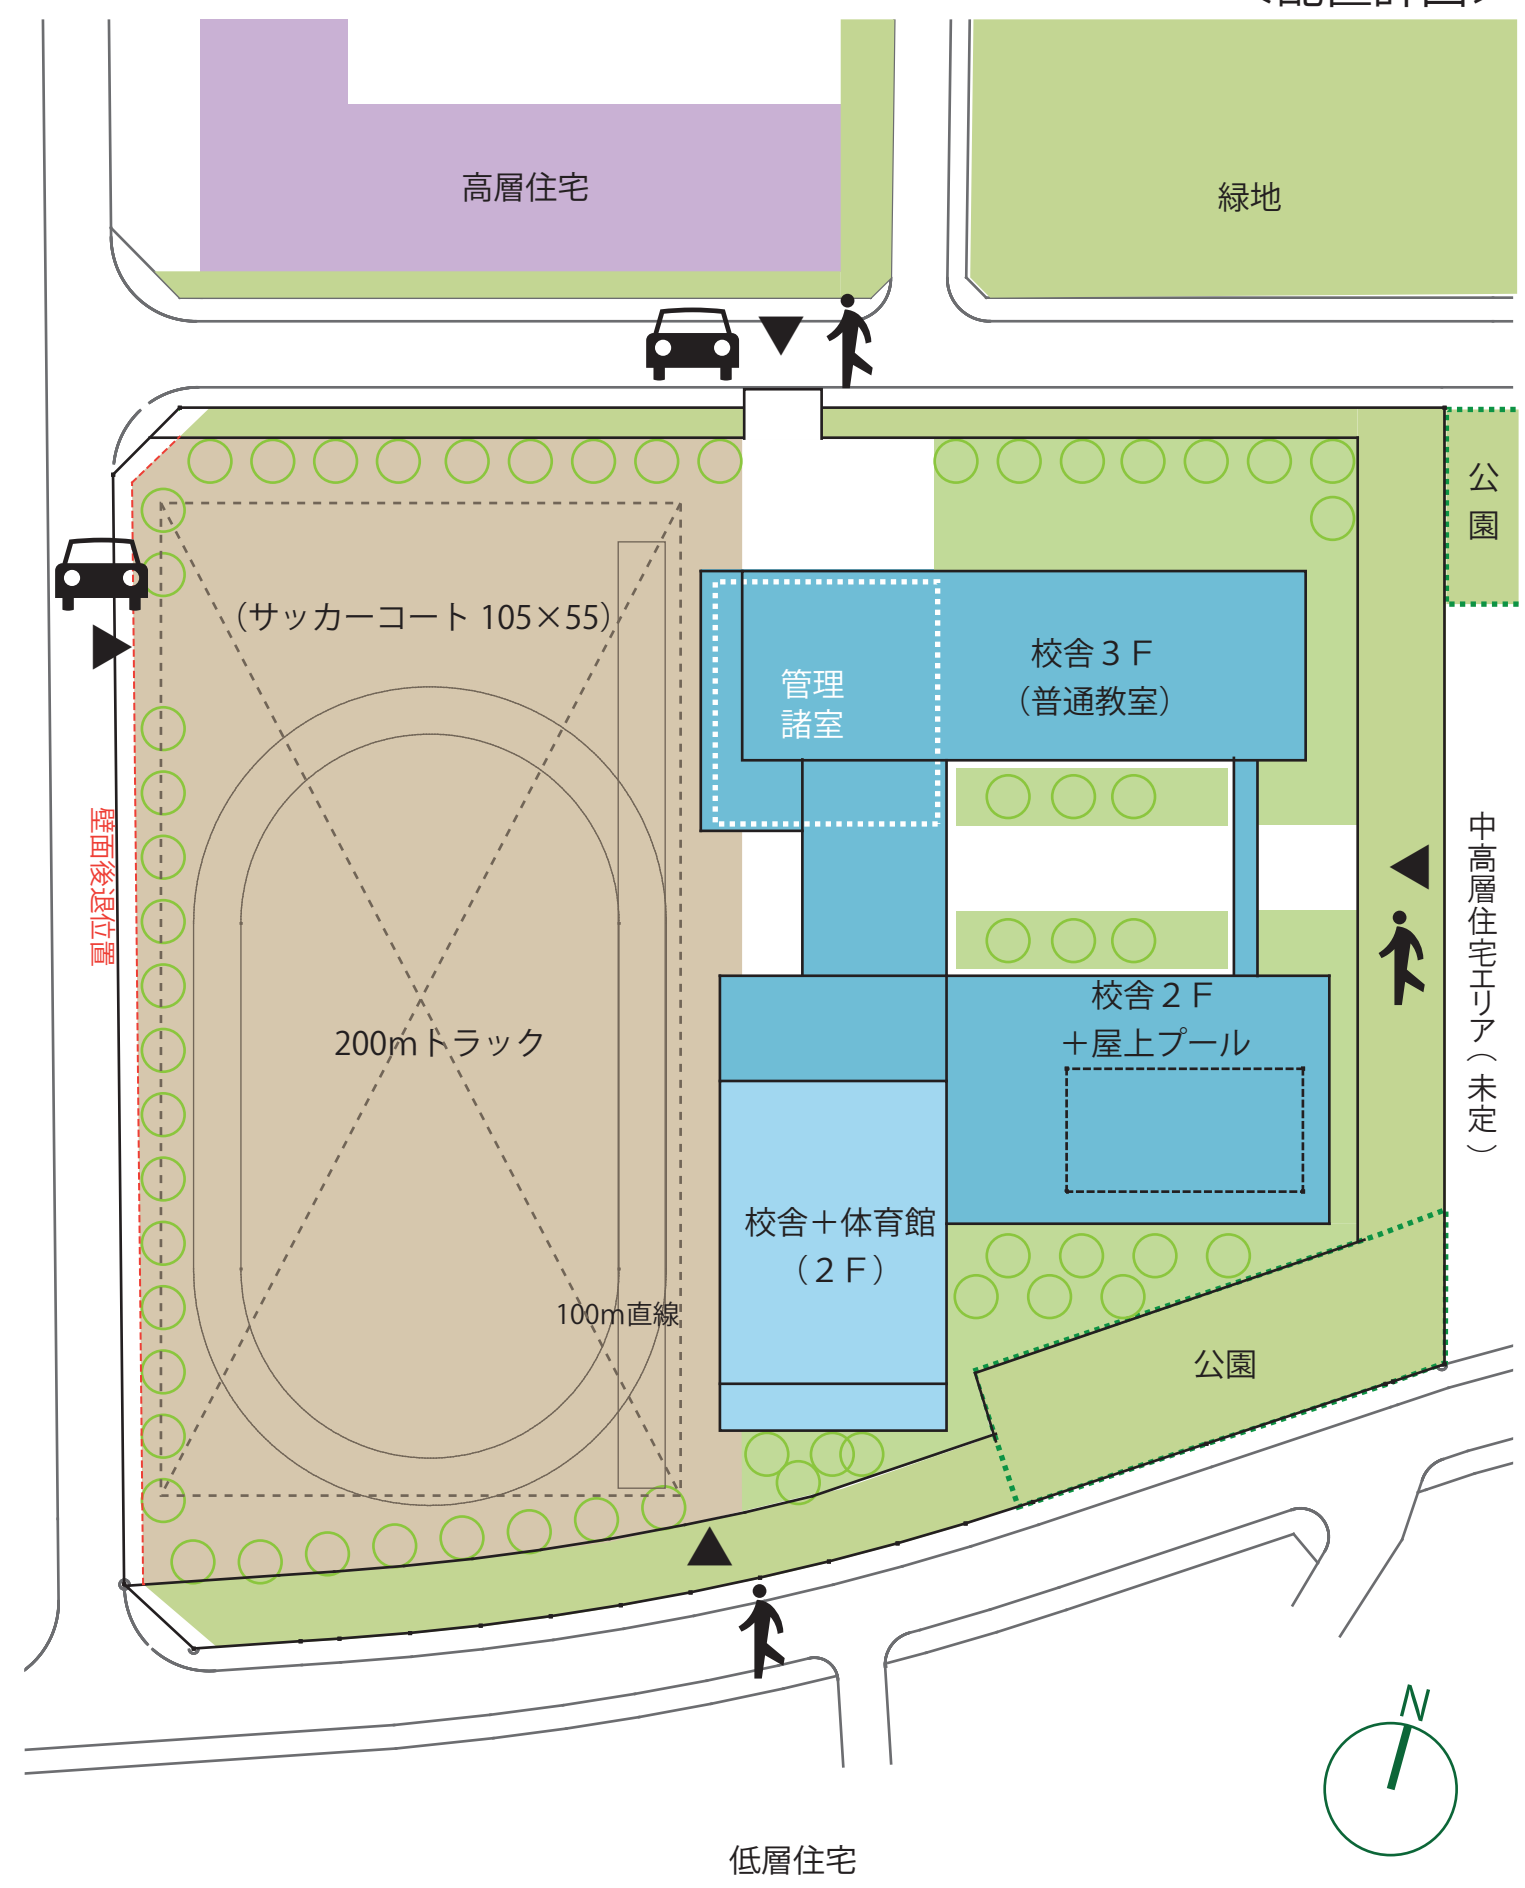 高層住宅
緑地
公園
（サッカーコート 105×55）
校舎３Ｆ
（普通教室）
管理
諸室
壁面後退位置
中高層住宅エリア（未定）
校舎２Ｆ
＋屋上プール
200mトラック
校舎＋体育館
（２Ｆ）
100m直線
公園
N
低層住宅